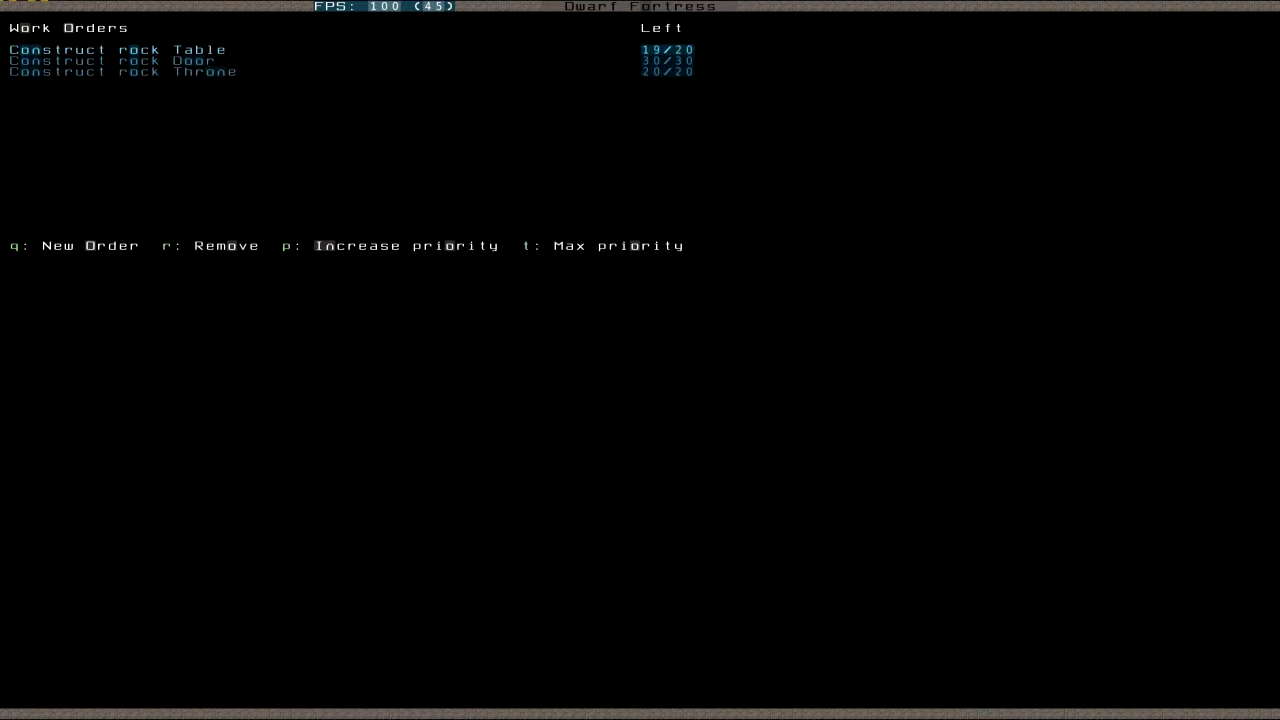 FPS: 100 (45) Dwarf Fortress
Work Orders Left
Construct rock Table 19/20
Construct rock Door 30/30
Construct rock Throne 20/20
q: New Order r: Remove p: Increase priority t: Max priority